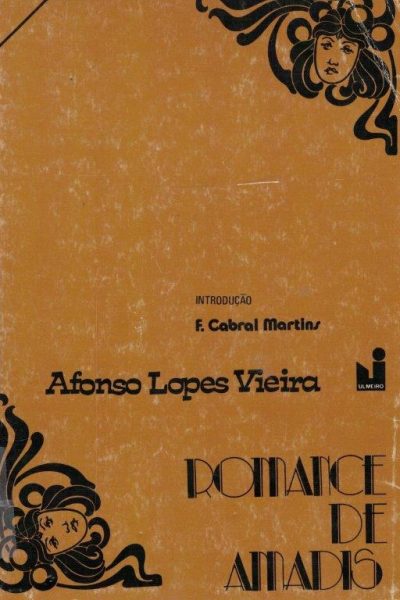 INTRODUÇÃO
F. Cabral Martins
Afonso Lopes Vieira
ULMEIRO
ROMANCE
DE
AMADIS